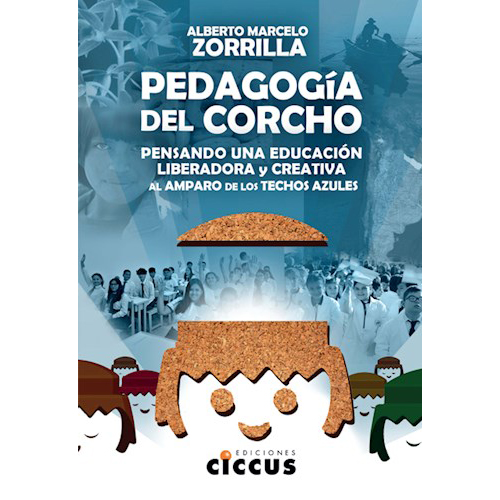 ALBERTO MARCELO
ZORRILLA
PEDAGOGíA
DEL CORCHO
PENSANDO UNA EDUCACIÓN
LIBERADORA y CREATIVA
AL AMPARO DE LOS TECHOS AZULES
EDICIONES
ciccus